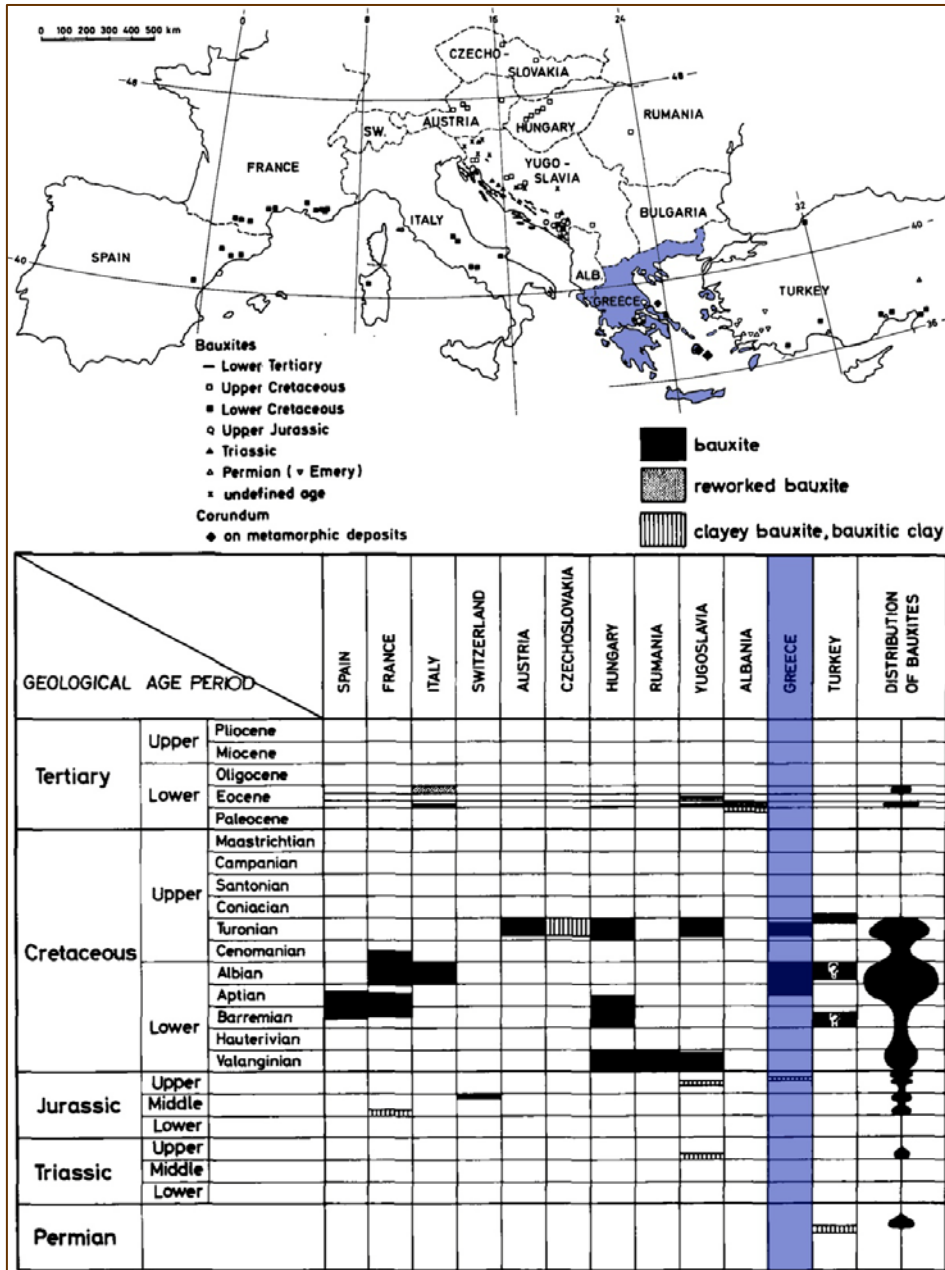 0 100 200 300 400 500 km
0
8
16
24
48
48
CZECHO-
SLOVAKIA
AUSTRIA
SW.
HUNGARY
RUMANIA
FRANCE
YUGO-
SLAVIA
ITALY
BULGARIA
SPAIN
32
40
40
ALB.
GREECE
TURKEY
36
Bauxites
Lower Tertiary
Upper Cretaceous
Lower Cretaceous
Upper Jurassic
Triassic
Permian (▿ Emery)
undefined age
Corundum
on metamorphic deposits
bauxite
reworked bauxite
clayey bauxite, bauxitic clay
GEOLOGICAL AGE PERIOD
SPAIN
FRANCE
ITALY
SWITZERLAND
AUSTRIA
CZECHOSLOVAKIA
HUNGARY
RUMANIA
YUGOSLAVIA
ALBANIA
GREECE
TURKEY
DISTRIBUTION
OF BAUXITES
Tertiary
Upper
Pliocene
Miocene
Lower
Oligocene
Eocene
Paleocene
Cretaceous
Upper
Maastrichtian
Campanian
Santonian
Coniacian
Turonian
Cenomanian
Lower
Albian
?
Aptian
Barremian
?
Hauterivian
Valanginian
Jurassic
Upper
Middle
Lower
Triassic
Upper
Middle
Lower
Permian